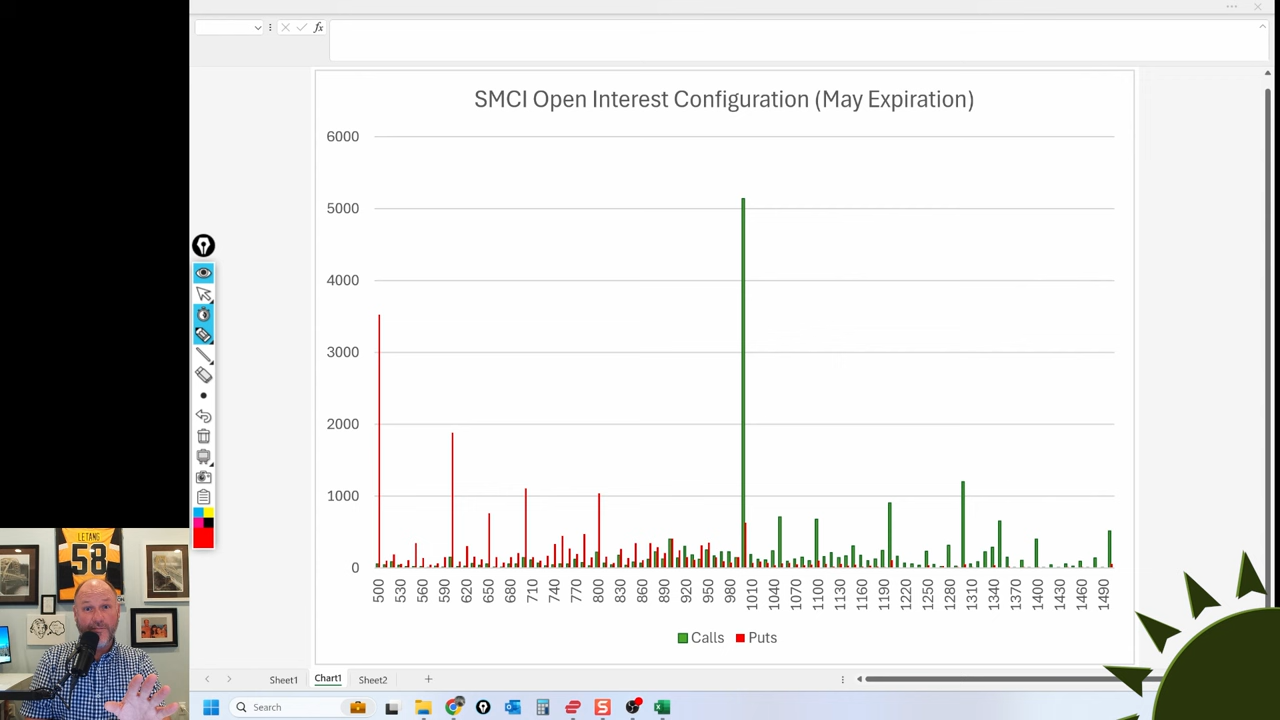 fx
SMCI Open Interest Configuration (May Expiration)
6000
5000
4000
3000
2000
1000
0
500 530 560 590 620 650 680 710 740 770 800 830 860 890 920 950 980 1010 1040 1070 1100 1130 1160 1190 1220 1250 1280 1310 1340 1370 1400 1430 1460 1490
Calls Puts
LETANG
58
Sheet1 Chart1 Sheet2
Search